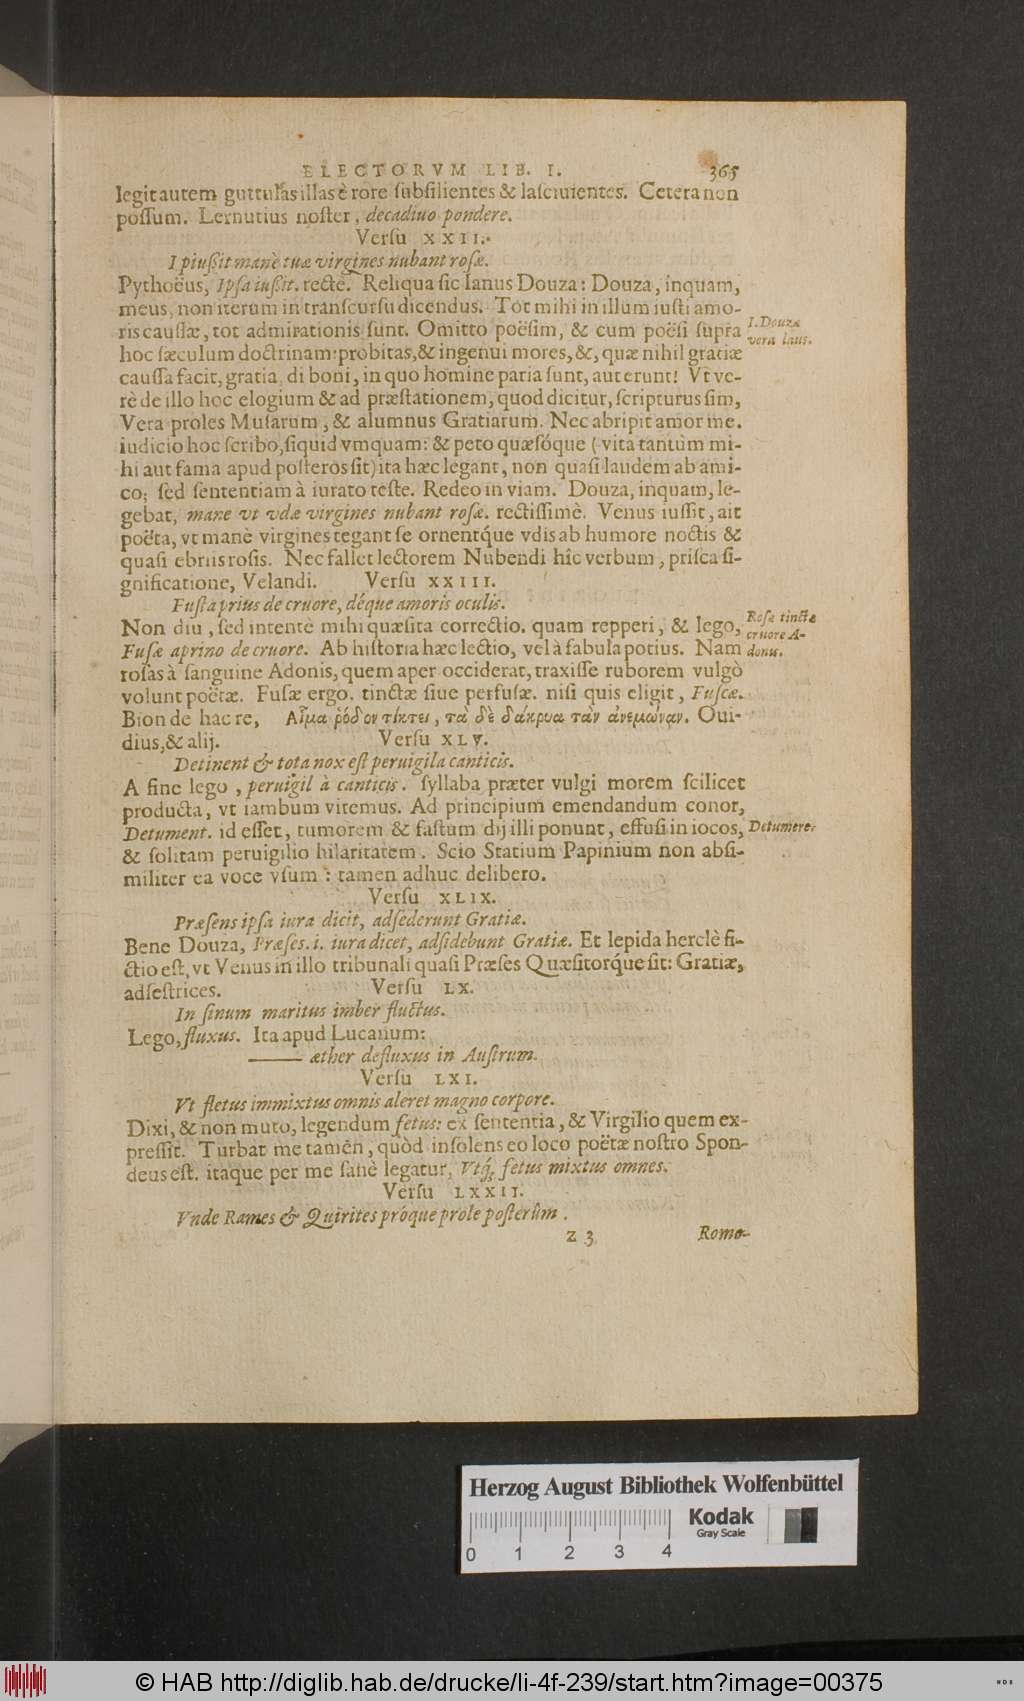 ELECTORVM LIB. I. 365
legit autem guttulas illas è rore ſubſilientes & laſciuientes. Cetera non
poſſum. Lernutius noſter, decadiuo pondere.
Verſu XXII.
Ipiuſſit manè tuæ virgines nubant roſæ.
Pythoëus, Ipſa iuſſit. rectè. Reliqua ſic Ianus Douza: Douza, inquam,
meus, non iterum in tranſcurſu dicendus. Tot mihi in illum iuſti amo-
ris cauſſæ, tot admirationis ſunt. Omitto poëſim, & cum poëſi ſupra
I. Douzæ
vera laus.
hoc ſæculum doctrinam: probitas, & ingenui mores, &, quæ nihil gratiæ
cauſſa facit, gratia, di boni, in quo homine paria ſunt, aut erunt! Vt ve-
rè de illo hoc elogium & ad præſtationem, quod dicitur, ſcripturus ſim,
Vera proles Muſarum, & alumnus Gratiarum. Nec abripit amor me.
iudicio hoc ſcribo, ſiquid vmquam: & peto quæſóque (vita tantùm mi-
hi aut fama apud poſteros ſit) ita hæc legant, non quaſi laudem ab ami-
co; ſed ſententiam à iurato teſte. Redeo in viam. Douza, inquam, le-
gebat, mane vt vdæ virgines nubant roſæ. rectiſſimè. Venus iuſſit, ait
poëta, vt manè virgines tegant ſe ornentq́ue vdis ab humore noctis &
quaſi ebriis roſis. Nec fallet lectorem Nubendi hîc verbum, priſca ſi-
gnificatione, Velandi. Verſu XXIII.
Fuſta prius de cruore, déque amoris oculis.
Non diu, ſed intentè mihi quæſita correctio. quam repperi, & lego,
Roſæ tinctæ
cruore A-
donu.
Fuſæ aprino de cruore. Ab hiſtoria hæc lectio, vel à fabula potius. Nam
roſas à ſanguine Adonis, quem aper occiderat, traxiſſe ruborem vulgò
volunt poëtæ. Fuſæ ergo. tinctæ ſiue perfuſæ. niſi quis eligit, Fuſcæ.
Bion de hac re, Αἷμα ῥόδον τίκτει, τὰ δὲ δάκρυα τὰν ἀνεμώναν. Oui-
dius, & alij. Verſu XLV.
Detinent & tota nox eſt peruigila canticis.
A fine lego, peruigil à canticis. ſyllaba præter vulgi morem ſcilicet
producta, vt iambum vitemus. Ad principium emendandum conor,
Detument. id eſſet, tumorem & faſtum dij illi ponunt, effuſi in iocos,
Detumere.
& ſolitam peruigilio hilaritatem. Scio Statium Papinium non abſi-
militer ea voce vſum: tamen adhuc delibero.
Verſu XLIX.
Præſens ipſa iura dicit, adſederunt Gratiæ.
Bene Douza, Præſes. i. iura dicet, adſidebunt Gratiæ. Et lepida herclè fi-
ctio eſt, vt Venus in illo tribunali quaſi Præſes Quæſitorq́ue ſit: Gratiæ,
adſeſtrices. Verſu LX.
In ſinum maritus imber fluctus.
Lego, fluxus. Ita apud Lucanum:
—— æther defluxus in Auſtrum.
Verſu LXI.
Vt fletus immixtus omnis aleret magno corpore.
Dixi, & non muto, legendum fetus: ex ſententia, & Virgilio quem ex-
preſſit. Turbat me tamen, quòd inſolens eo loco poëtæ noſtro Spon-
deus eſt. itaque per me ſanè legatur, Vtq́; fetus mixtus omnes.
Verſu LXXII.
Vnde Rames & Quirites próque prole poſterûm.
Z 3 Romo-
Herzog August Bibliothek Wolfenbüttel
0 1 2 3 4
Kodak
Gray Scale
© HAB http://diglib.hab.de/drucke/li-4f-239/start.htm?image=00375